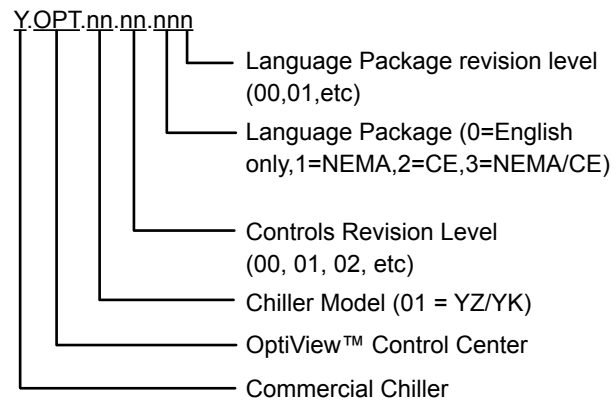 Y.OPT.nn.nn.nnn
Language Package revision level
(00,01,etc)
Language Package (0=English
only,1=NEMA,2=CE,3=NEMA/CE)
Controls Revision Level
(00, 01, 02, etc)
Chiller Model (01 = YZ/YK)
OptiView™ Control Center
Commercial Chiller